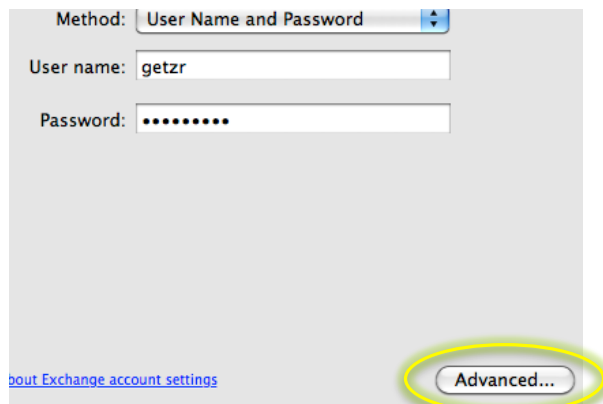 Method: User Name and Password
User name: getzr
Password: •••••••••
bout Exchange account settings
Advanced...